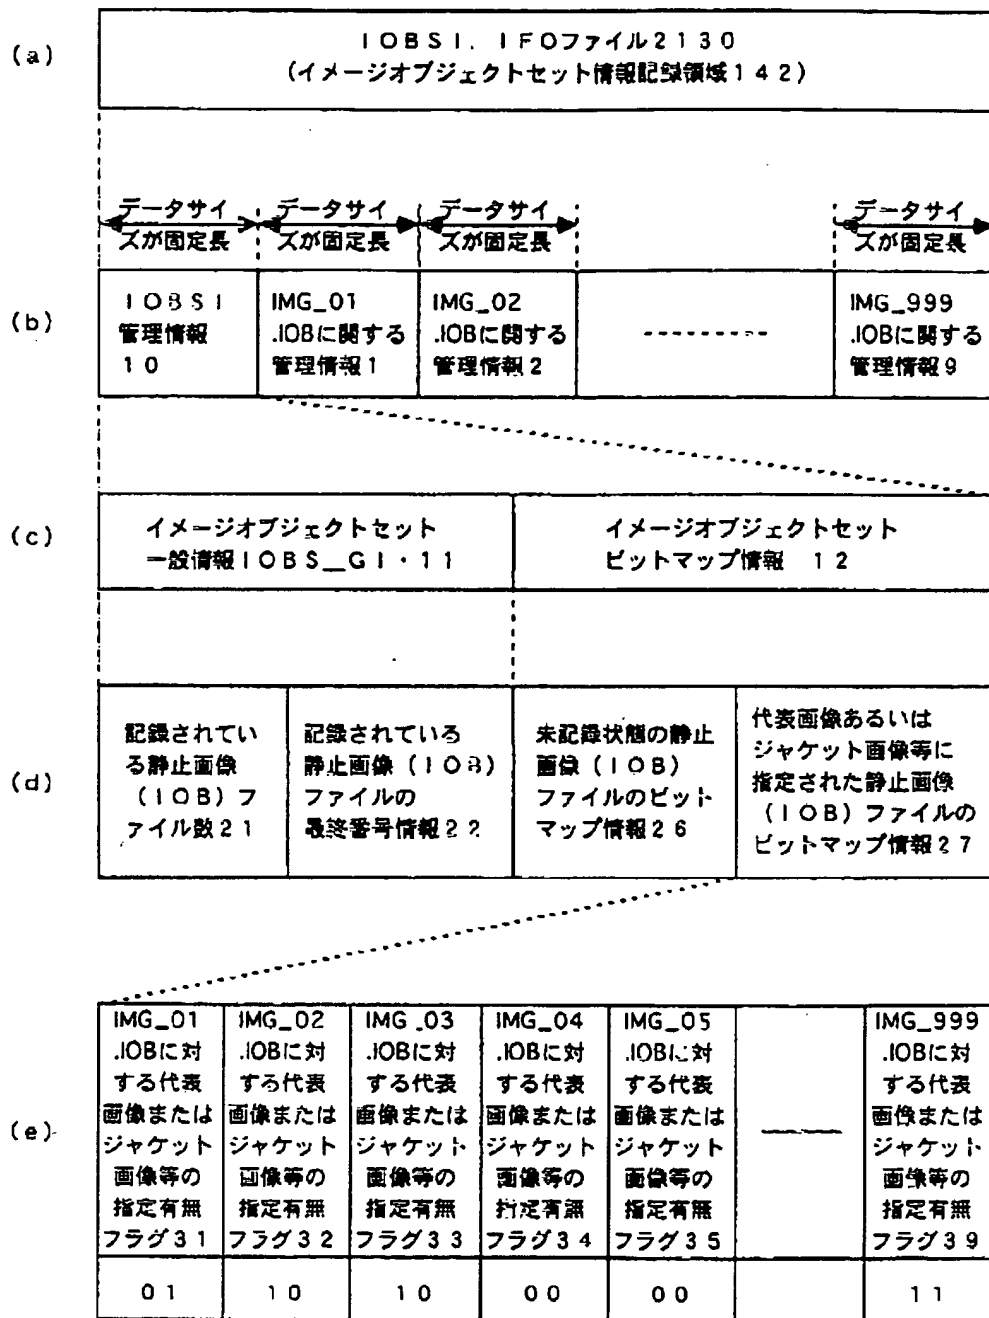 (a)
IOBSI. IFOファイル2130
(イメージオブジェクトセット情報記録領域142)
データサイ
ズが固定長
データサイ
ズが固定長
データサイ
ズが固定長
データサイ
ズが固定長
(b)
IOBSI
管理情報
10
IMG_01
.IOBに関する
管理情報1
IMG_02
.IOBに関する
管理情報2
IMG_999
.IOBに関する
管理情報9
(c)
イメージオブジェクトセット
一般情報IOBS__GI・11
イメージオブジェクトセット
ビットマップ情報 12
(d)
記録されてい
る静止画像
(IOB)フ
ァイル数21
記録されている
静止画像(IOB)
ファイルの
最終番号情報22
未記録状態の静止
画像(IOB)
ファイルのビット
マップ情報26
代表画像あるいは
ジャケット画像等に
指定された静止画像
(IOB)ファイルの
ビットマップ情報27
(e)
IMG_01
.IOBに対
する代表
画像または
ジャケット
画像等の
指定有無
フラグ31
01
IMG_02
.IOBに対
する代表
画像または
ジャケット
画像等の
指定有無
フラグ32
10
IMG_03
.IOBに対
する代表
画像または
ジャケット
画像等の
指定有無
フラグ33
10
IMG_04
.IOBに対
する代表
画像または
ジャケット
画像等の
指定有無
フラグ34
00
IMG_05
.IOBに対
する代表
画像または
ジャケット
画像等の
指定有無
フラグ35
00
IMG_999
.IOBに対
する代表
画像または
ジャケット
画像等の
指定有無
フラグ39
11